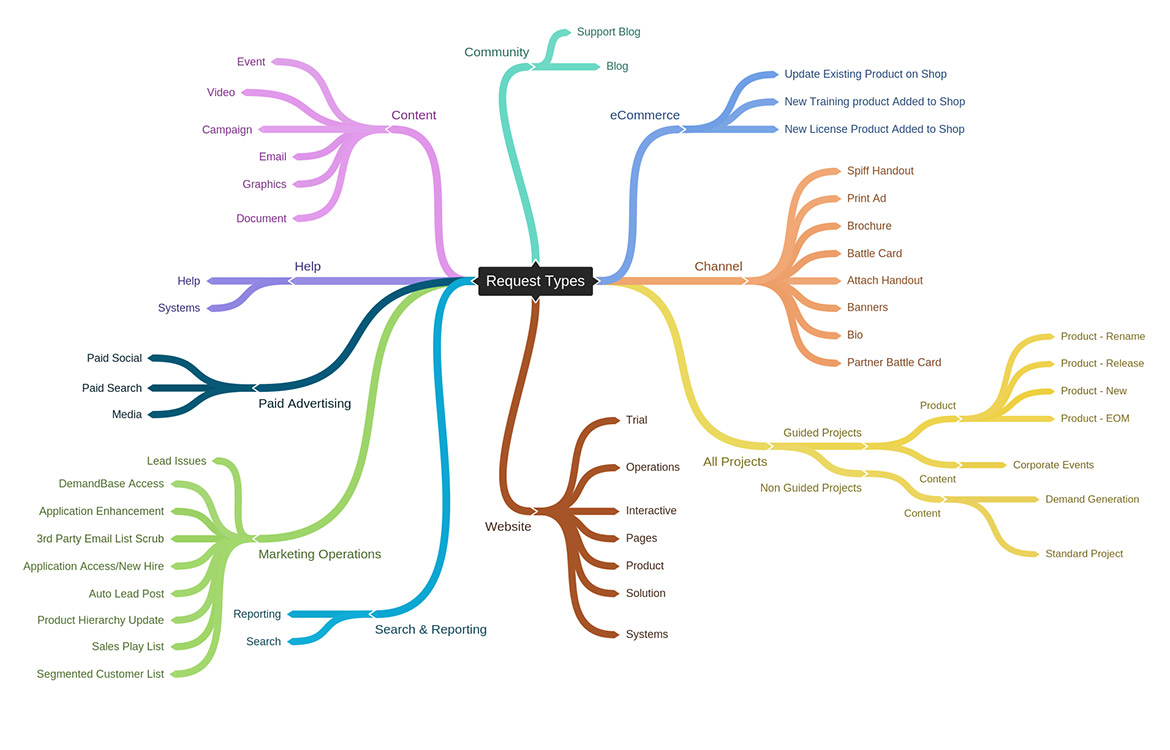 Request Types
Community
Support Blog
Blog
eCommerce
Update Existing Product on Shop
New Training product Added to Shop
New License Product Added to Shop
Channel
Spiff Handout
Print Ad
Brochure
Battle Card
Attach Handout
Banners
Bio
Partner Battle Card
All Projects
Guided Projects
Product
Product - Rename
Product - Release
Product - New
Product - EOM
Content
Corporate Events
Non Guided Projects
Content
Demand Generation
Standard Project
Website
Trial
Operations
Interactive
Pages
Product
Solution
Systems
Search & Reporting
Reporting
Search
Marketing Operations
Lead Issues
DemandBase Access
Application Enhancement
3rd Party Email List Scrub
Application Access/New Hire
Auto Lead Post
Product Hierarchy Update
Sales Play List
Segmented Customer List
Paid Advertising
Paid Social
Paid Search
Media
Help
Help
Systems
Content
Event
Video
Campaign
Email
Graphics
Document